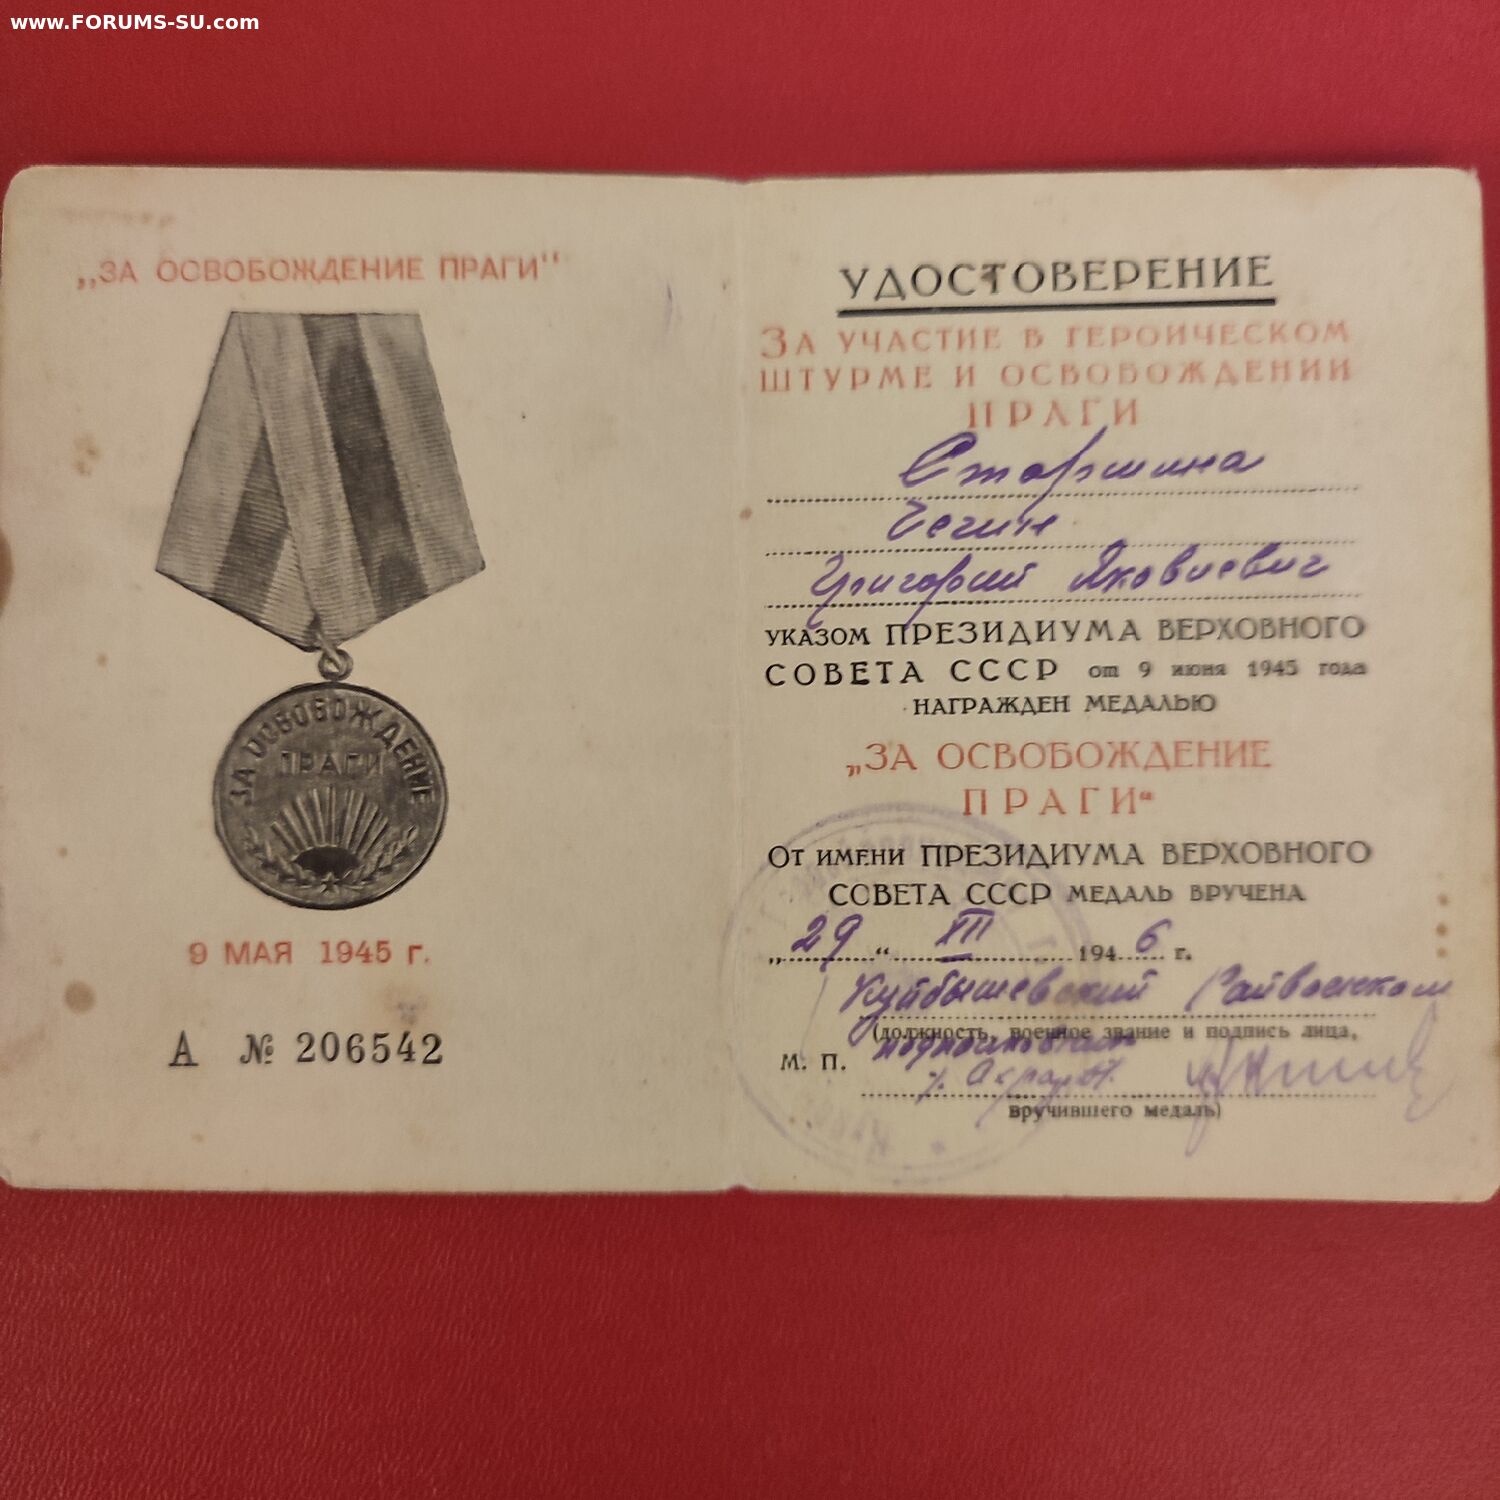 www.FORUMS-SU.com
„ЗА ОСВОБОЖДЕНИЕ ПРАГИ"
ЗА ОСВОБОЖДЕНИЕ
ПРАГИ
9 МАЯ 1945 г.
А № 206542
УДОСТОВЕРЕНИЕ
ЗА УЧАСТИЕ В ГЕРОИЧЕСКОМ
ШТУРМЕ И ОСВОБОЖДЕНИИ
ПРАГИ
Старшина
Чегин
Григорий Яковлевич
УКАЗОМ ПРЕЗИДИУМА ВЕРХОВНОГО
СОВЕТА СССР от 9 июня 1945 года
НАГРАЖДЕН МЕДАЛЬЮ
„ЗА ОСВОБОЖДЕНИЕ
ПРАГИ“
ОТ ИМЕНИ ПРЕЗИДИУМА ВЕРХОВНОГО
СОВЕТА СССР МЕДАЛЬ ВРУЧЕНА
„29“ XII 1946 г.
Куйбышевский Райвоенком
(должность, военное звание и подпись лица,
М. П. подполковник
вручившего медаль)